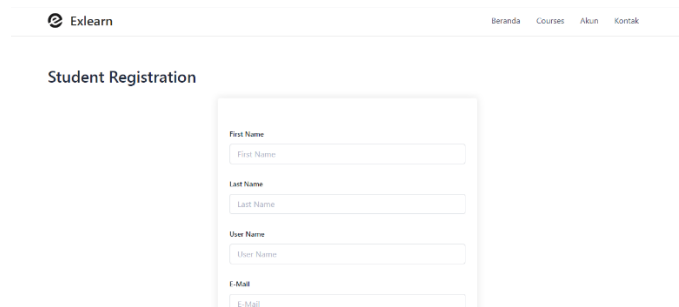 Exlearn
Beranda Courses Akun Kontak
Student Registration
First Name
First Name
Last Name
Last Name
User Name
User Name
E-Mail
E-Mail